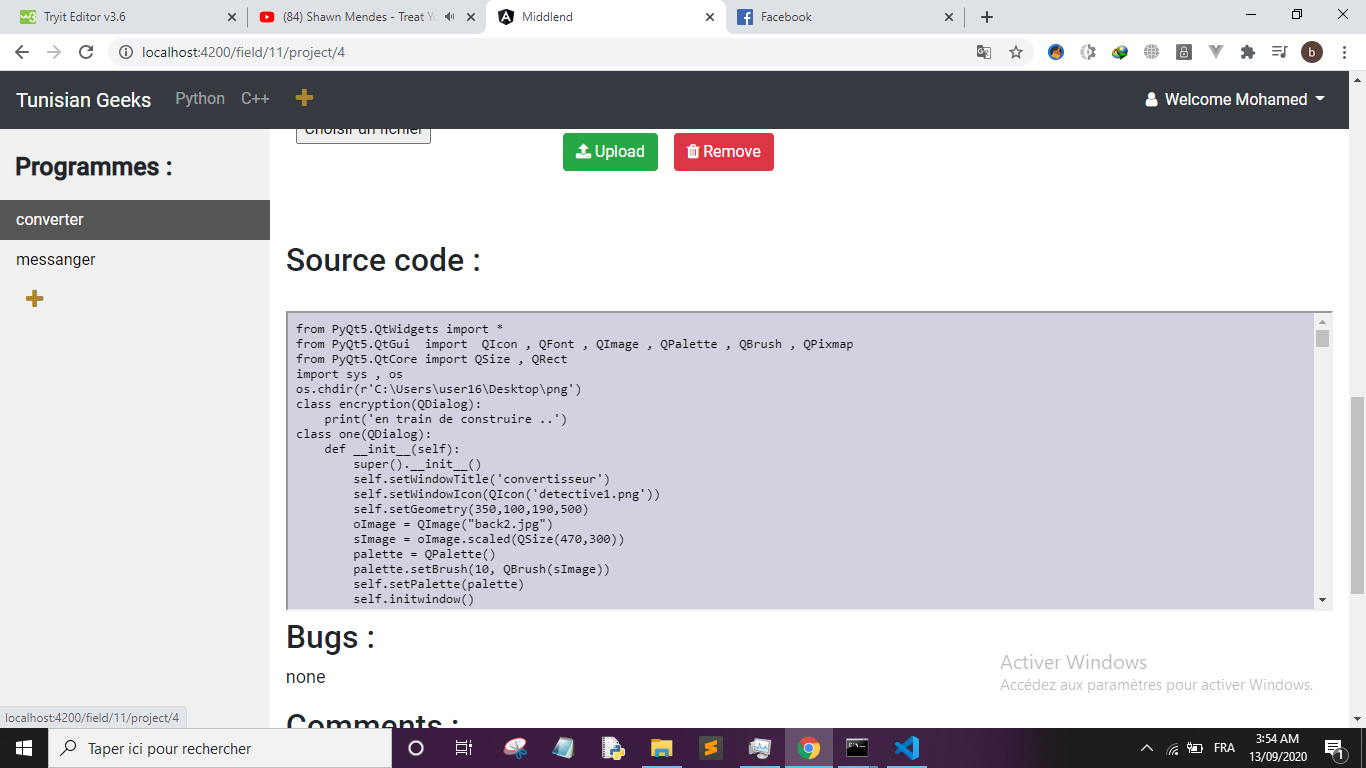 Tryit Editor v3.6
(84) Shawn Mendes - Treat Y
Middlend
Facebook
localhost:4200/field/11/project/4
b
Tunisian Geeks
Python
C++
Welcome Mohamed
Choisir un fichier
Upload
Remove
Programmes :
converter
messanger
Source code :
from PyQt5.QtWidgets import *
from PyQt5.QtGui  import  QIcon , QFont , QImage , QPalette , QBrush , QPixmap
from PyQt5.QtCore import QSize , QRect
import sys , os
os.chdir(r'C:\Users\user16\Desktop\png')
class encryption(QDialog):
    print('en train de construire ..')
class one(QDialog):
    def __init__(self):
        super().__init__()
        self.setWindowTitle('convertisseur')
        self.setWindowIcon(QIcon('detective1.png'))
        self.setGeometry(350,100,190,500)
        oImage = QImage("back2.jpg")
        sImage = oImage.scaled(QSize(470,300))
        palette = QPalette()
        palette.setBrush(10, QBrush(sImage))
        self.setPalette(palette)
        self.initwindow()
Bugs :
none
Activer Windows
Accédez aux paramètres pour activer Windows.
Comments :
localhost:4200/field/11/project/4
Taper ici pour rechercher
FRA
3:54 AM
13/09/2020
1